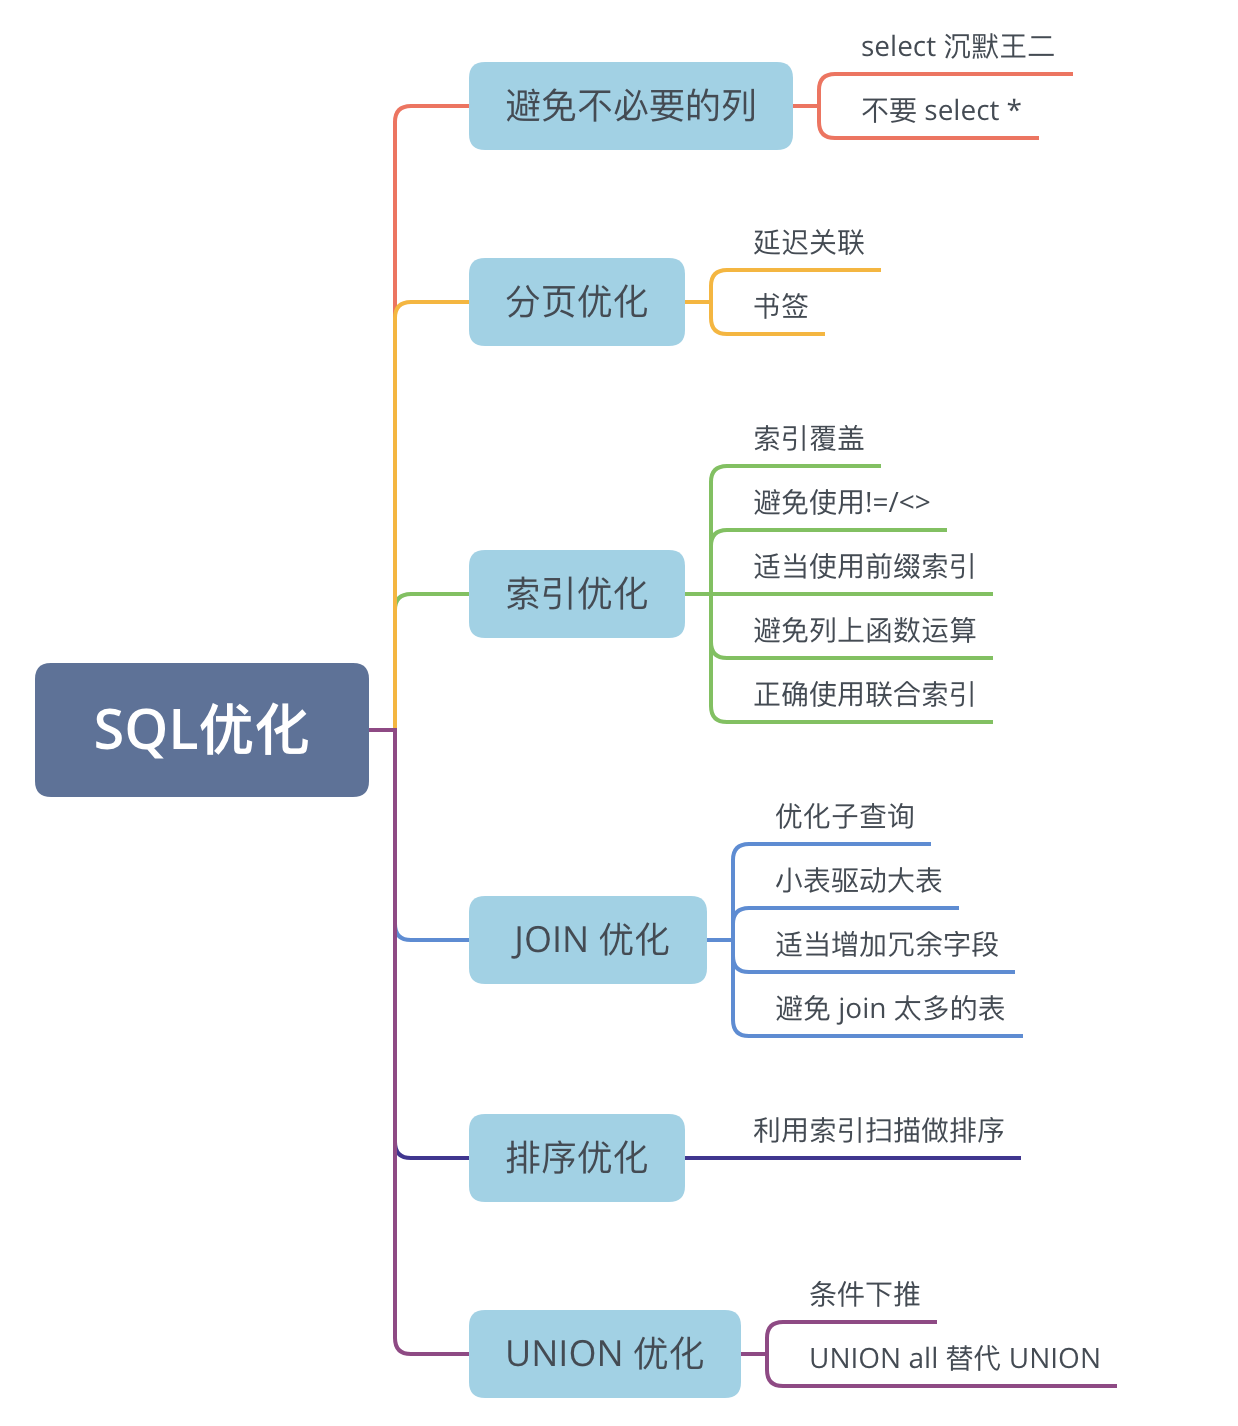 SQL优化
避免不必要的列
select 沉默王二
不要 select *
分页优化
延迟关联
书签
索引优化
索引覆盖
避免使用!=/<>
适当使用前缀索引
避免列上函数运算
正确使用联合索引
JOIN 优化
优化子查询
小表驱动大表
适当增加冗余字段
避免 join 太多的表
排序优化
利用索引扫描做排序
UNION 优化
条件下推
UNION all 替代 UNION